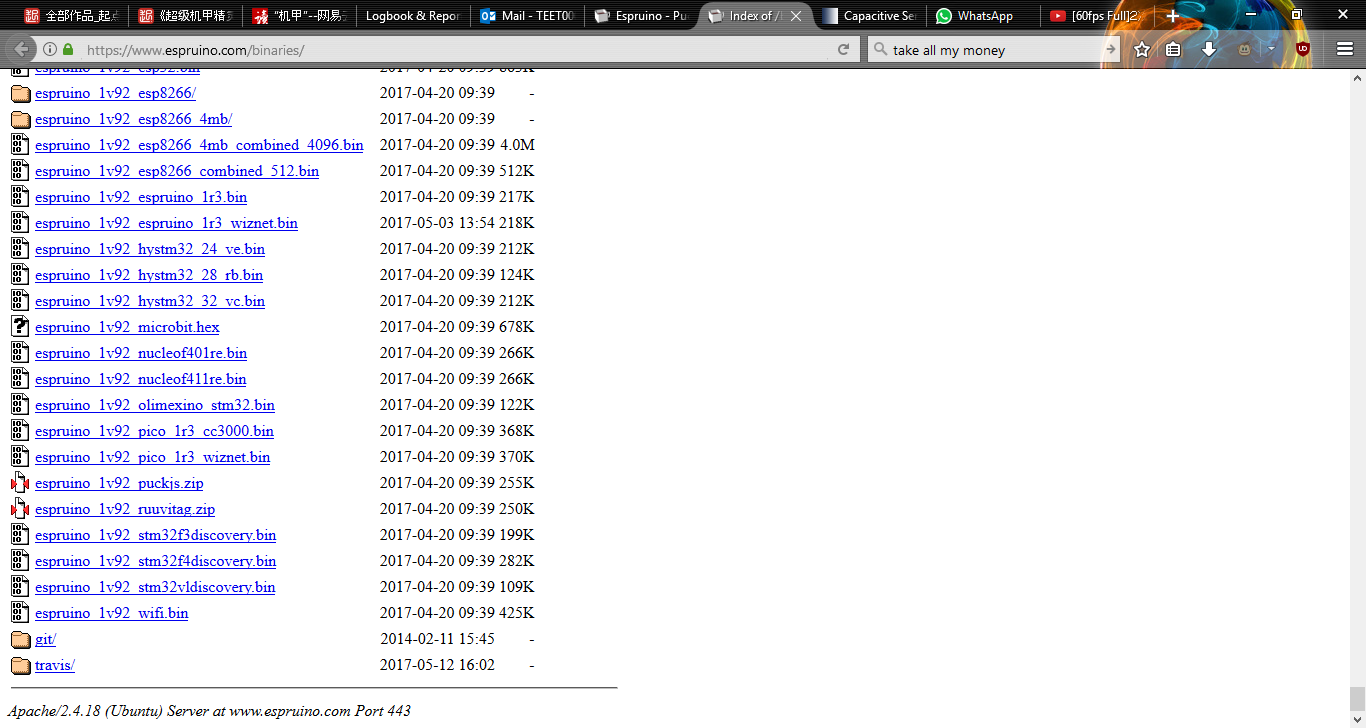 全部作品_起点
《超级机甲精灵
"机甲"--网易云
Logbook & Repor
Mail - TEET00
Espruino - Pu
Index of /b
Capacitive Se
WhatsApp
[60fps Full]2
https://www.espruino.com/binaries/
take all my money
espruino_1v92_esp32.bin 2017-04-20 09:39 865K
espruino_1v92_esp8266/ 2017-04-20 09:39 -
espruino_1v92_esp8266_4mb/ 2017-04-20 09:39 -
espruino_1v92_esp8266_4mb_combined_4096.bin 2017-04-20 09:39 4.0M
espruino_1v92_esp8266_combined_512.bin 2017-04-20 09:39 512K
espruino_1v92_espruino_1r3.bin 2017-04-20 09:39 217K
espruino_1v92_espruino_1r3_wiznet.bin 2017-05-03 13:54 218K
espruino_1v92_hystm32_24_ve.bin 2017-04-20 09:39 212K
espruino_1v92_hystm32_28_rb.bin 2017-04-20 09:39 124K
espruino_1v92_hystm32_32_vc.bin 2017-04-20 09:39 212K
espruino_1v92_microbit.hex 2017-04-20 09:39 678K
espruino_1v92_nucleof401re.bin 2017-04-20 09:39 266K
espruino_1v92_nucleof411re.bin 2017-04-20 09:39 266K
espruino_1v92_olimexino_stm32.bin 2017-04-20 09:39 122K
espruino_1v92_pico_1r3_cc3000.bin 2017-04-20 09:39 368K
espruino_1v92_pico_1r3_wiznet.bin 2017-04-20 09:39 370K
espruino_1v92_puckjs.zip 2017-04-20 09:39 255K
espruino_1v92_ruuvitag.zip 2017-04-20 09:39 250K
espruino_1v92_stm32f3discovery.bin 2017-04-20 09:39 199K
espruino_1v92_stm32f4discovery.bin 2017-04-20 09:39 282K
espruino_1v92_stm32vldiscovery.bin 2017-04-20 09:39 109K
espruino_1v92_wifi.bin 2017-04-20 09:39 425K
git/ 2014-02-11 15:45 -
travis/ 2017-05-12 16:02 -
Apache/2.4.18 (Ubuntu) Server at www.espruino.com Port 443